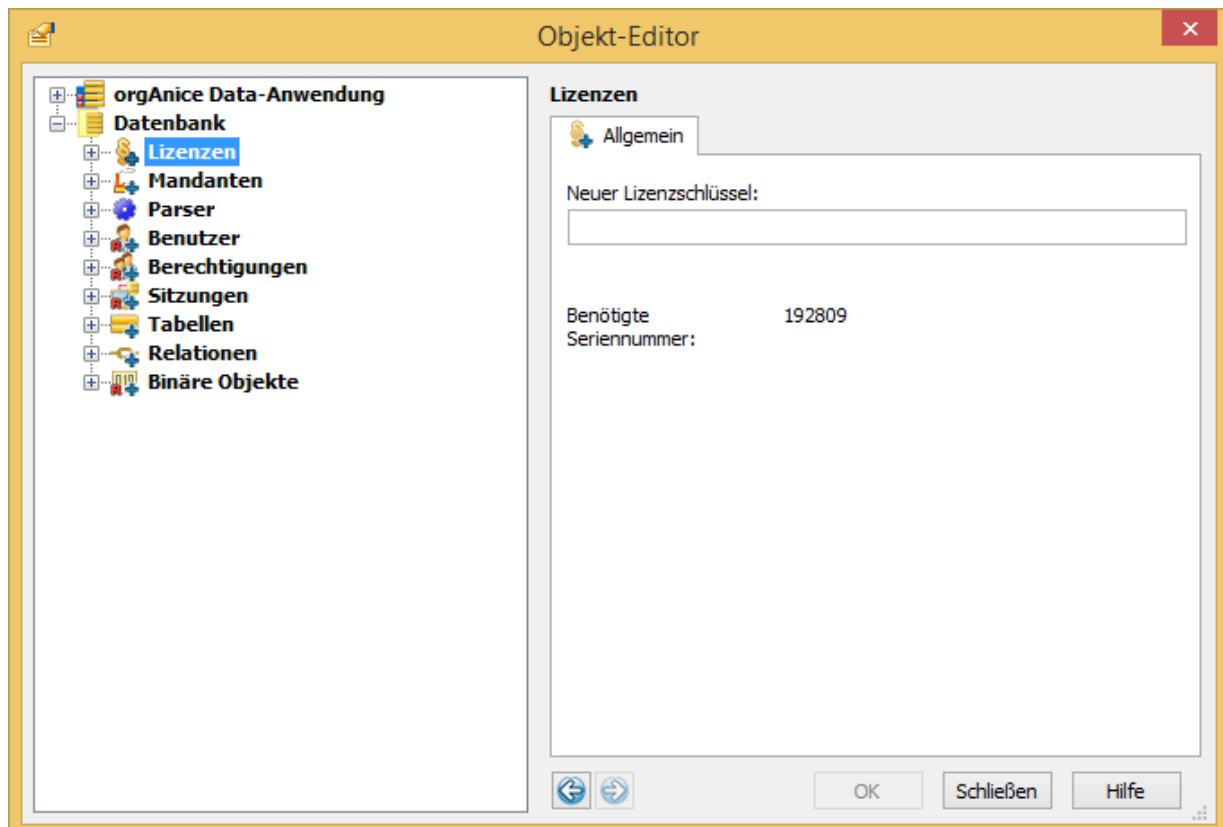 Objekt-Editor
orgAnice Data-Anwendung
Datenbank
Lizenzen
Mandanten
Parser
Benutzer
Berechtigungen
Sitzungen
Tabellen
Relationen
Binäre Objekte
Lizenzen
Allgemein
Neuer Lizenzschlüssel:
Benötigte 192809
Seriennummer:
OK Schließen Hilfe